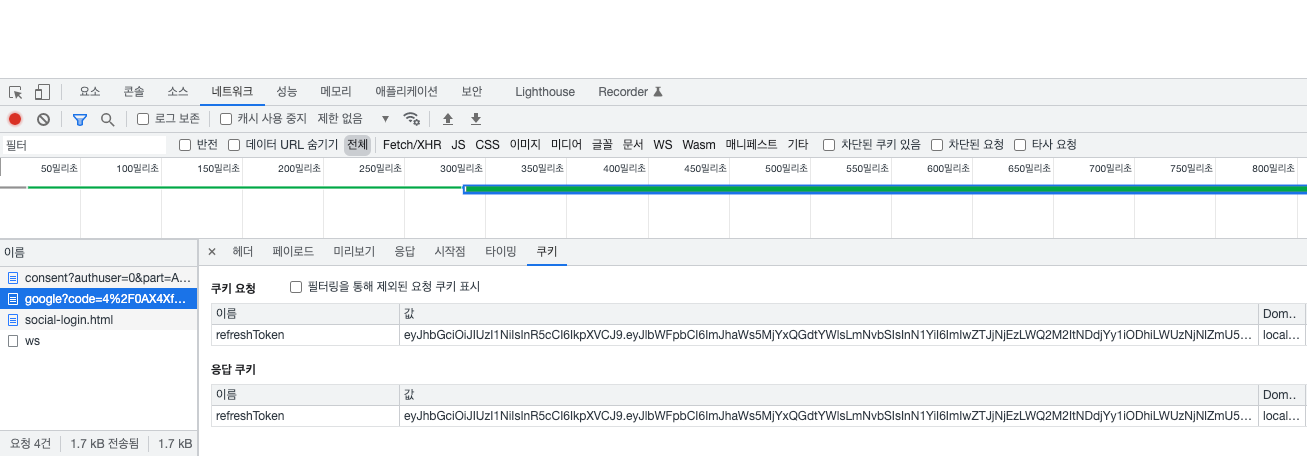 요소 콘솔 소스 네트워크 성능 메모리 애플리케이션 보안 Lighthouse Recorder
로그 보존 캐시 사용 중지 제한 없음
필터 반전 데이터 URL 숨기기 전체 Fetch/XHR JS CSS 이미지 미디어 글꼴 문서 WS Wasm 매니페스트 기타 차단된 쿠키 있음 차단된 요청 타사 요청
50밀리초 100밀리초 150밀리초 200밀리초 250밀리초 300밀리초 350밀리초 400밀리초 450밀리초 500밀리초 550밀리초 600밀리초 650밀리초 700밀리초 750밀리초 800밀리초
이름
consent?authuser=0&part=A...
google?code=4%2F0AX4Xf...
social-login.html
ws
요청 4건 1.7 kB 전송됨 1.7 kB
× 헤더 페이로드 미리보기 응답 시작점 타이밍 쿠키
쿠키 요청 필터링을 통해 제외된 요청 쿠키 표시
이름 값 Dom..
refreshToken eyJhbGciOiJIUzI1NiIsInR5cCI6IkpXVCJ9.eyJlbWFpbCI6ImJhaWs5MjYxQGdtYWlsLmNvbSIsInN1YiI6ImIwZTJjNjEzLWQ2M2ItNDdjYy1iODhiLWUzNjNlZmU5... local...
응답 쿠키
이름 값 Dom..
refreshToken eyJhbGciOiJIUzI1NiIsInR5cCI6IkpXVCJ9.eyJlbWFpbCI6ImJhaWs5MjYxQGdtYWlsLmNvbSIsInN1YiI6ImIwZTJjNjEzLWQ2M2ItNDdjYy1iODhiLWUzNjNlZmU5... local...